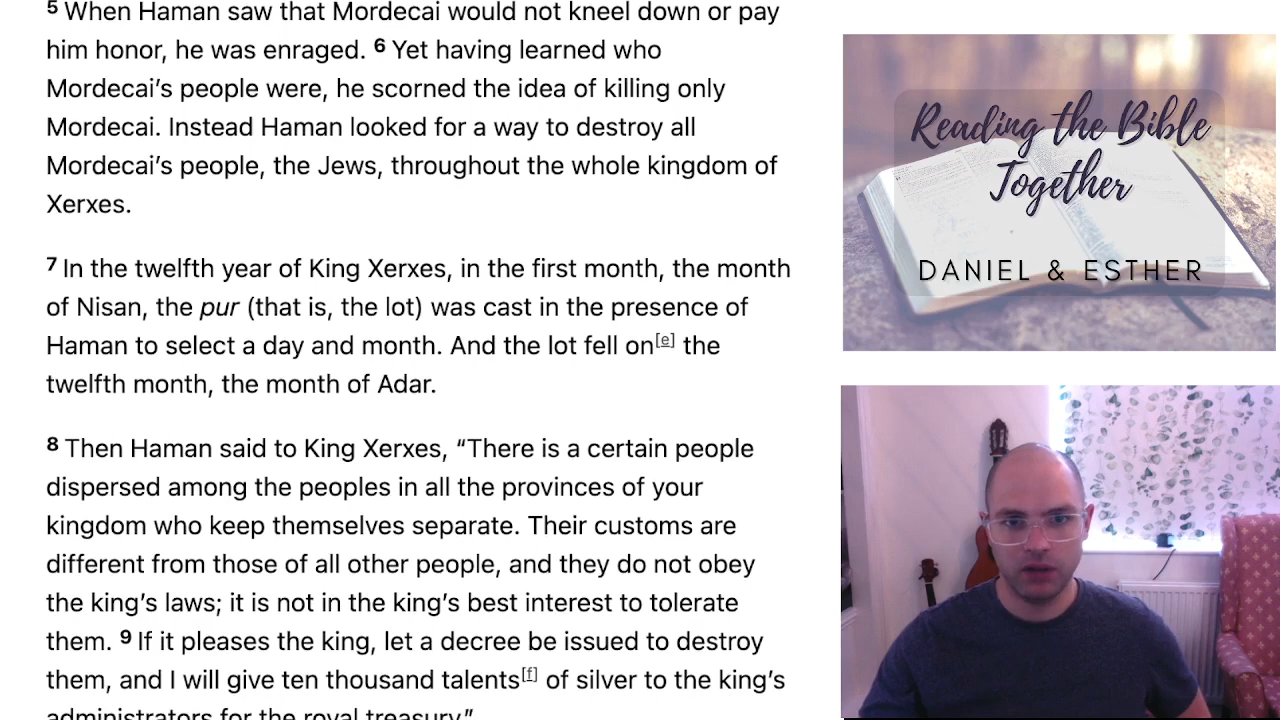 5 When Haman saw that Mordecai would not kneel down or pay
him honor, he was enraged. 6 Yet having learned who
Mordecai’s people were, he scorned the idea of killing only
Mordecai. Instead Haman looked for a way to destroy all
Mordecai’s people, the Jews, throughout the whole kingdom of
Xerxes.
7 In the twelfth year of King Xerxes, in the first month, the month
of Nisan, the pur (that is, the lot) was cast in the presence of
Haman to select a day and month. And the lot fell on[e] the
twelfth month, the month of Adar.
8 Then Haman said to King Xerxes, “There is a certain people
dispersed among the peoples in all the provinces of your
kingdom who keep themselves separate. Their customs are
different from those of all other people, and they do not obey
the king’s laws; it is not in the king’s best interest to tolerate
them. 9 If it pleases the king, let a decree be issued to destroy
them, and I will give ten thousand talents[f] of silver to the king’s
administrators for the royal treasury.”
Reading the Bible
Together
DANIEL & ESTHER